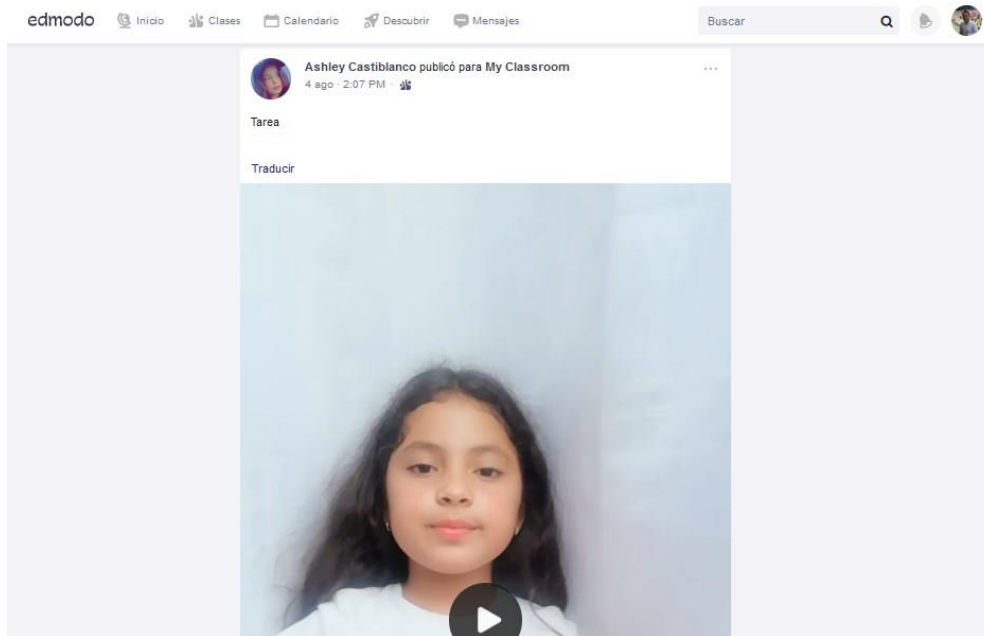 edmodo Inicio Clases Calendario Descubrir Mensajes Buscar
Ashley Castiblanco publicó para My Classroom
4 ago · 2:07 PM ·
Tarea
Traducir